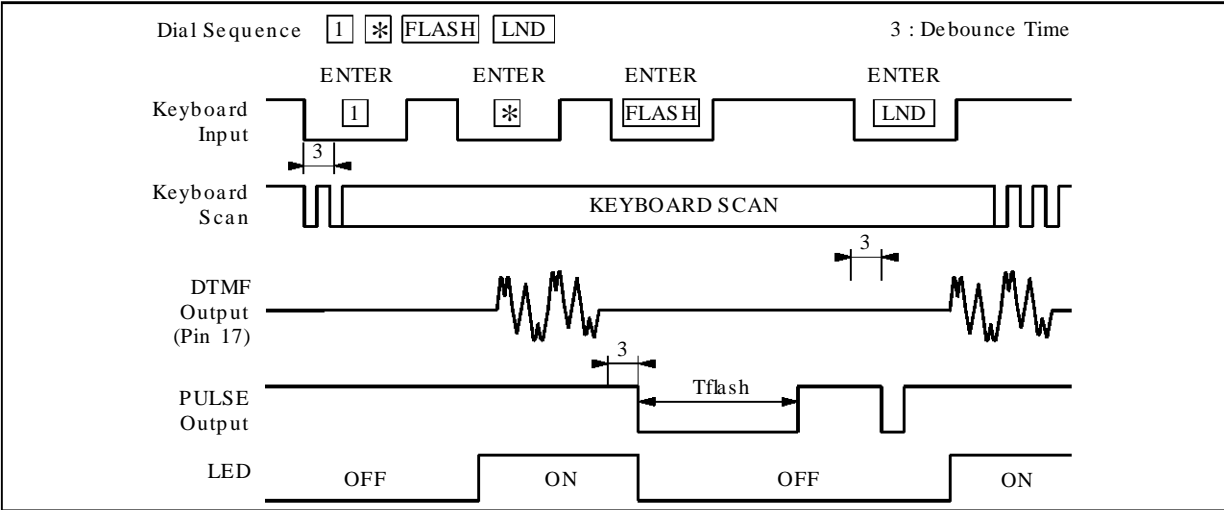 Dial Sequence 1 * FLASH LND 3 : Debounce Time
ENTER ENTER ENTER ENTER
Keyboard Input 1 * FLASH LND
3
Keyboard Scan KEYBOARD SCAN
3
DTMF Output (Pin 17)
3
PULSE Output Tflash
LED OFF ON OFF ON